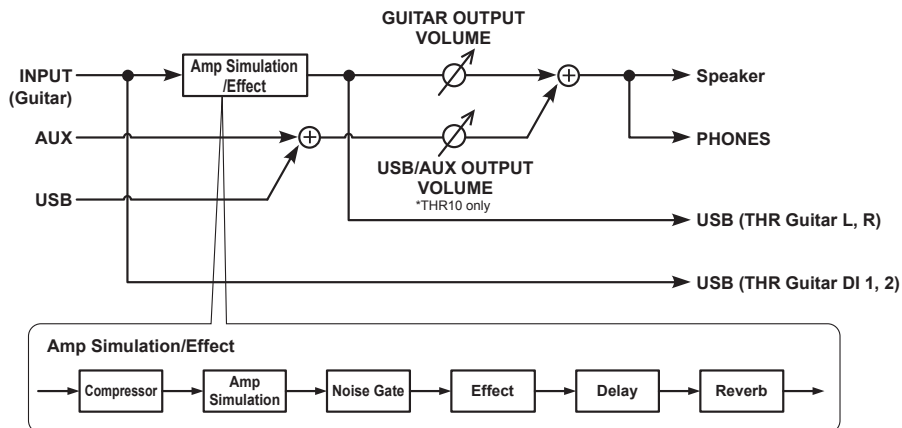 GUITAR OUTPUT
VOLUME
INPUT
(Guitar)
Amp Simulation
/Effect
Speaker
AUX
PHONES
USB/AUX OUTPUT
VOLUME
*THR10 only
USB
USB (THR Guitar L, R)
USB (THR Guitar DI 1, 2)
Amp Simulation/Effect
Compressor
Amp
Simulation
Noise Gate
Effect
Delay
Reverb